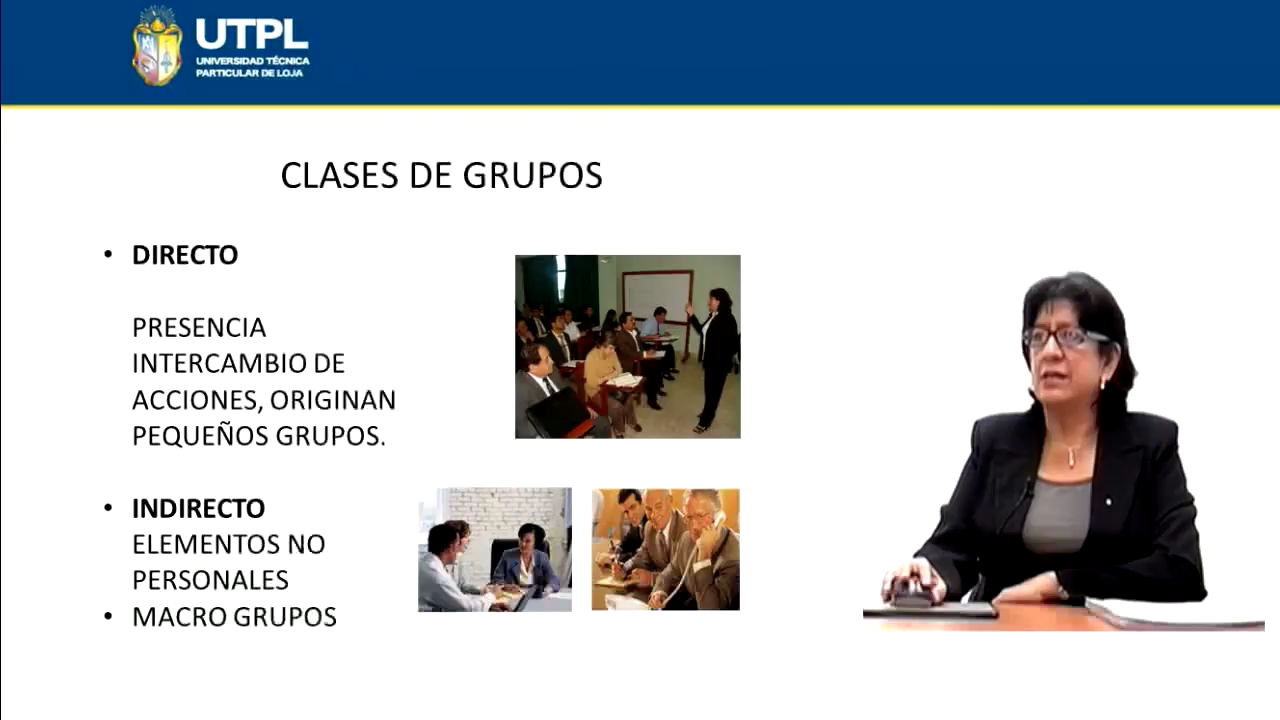 UTPL
UNIVERSIDAD TÉCNICA
PARTICULAR DE LOJA
CLASES DE GRUPOS
• DIRECTO
PRESENCIA
INTERCAMBIO DE
ACCIONES, ORIGINAN
PEQUEÑOS GRUPOS.
• INDIRECTO
ELEMENTOS NO
PERSONALES
• MACRO GRUPOS